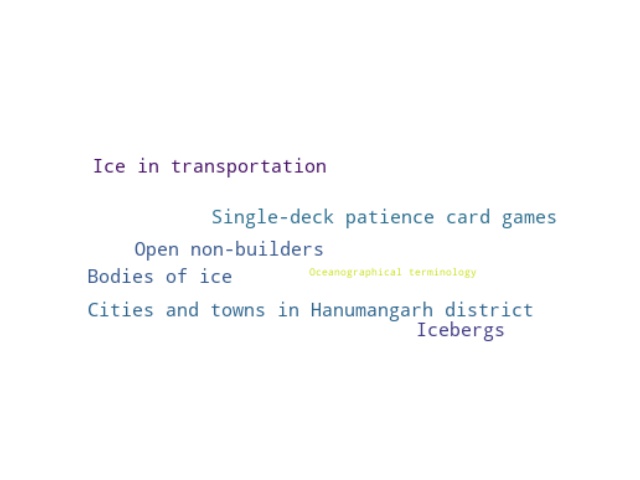 Ice in transportation
Single-deck patience card games
Open non-builders
Oceanographical terminology
Bodies of ice
Cities and towns in Hanumangarh district
Icebergs